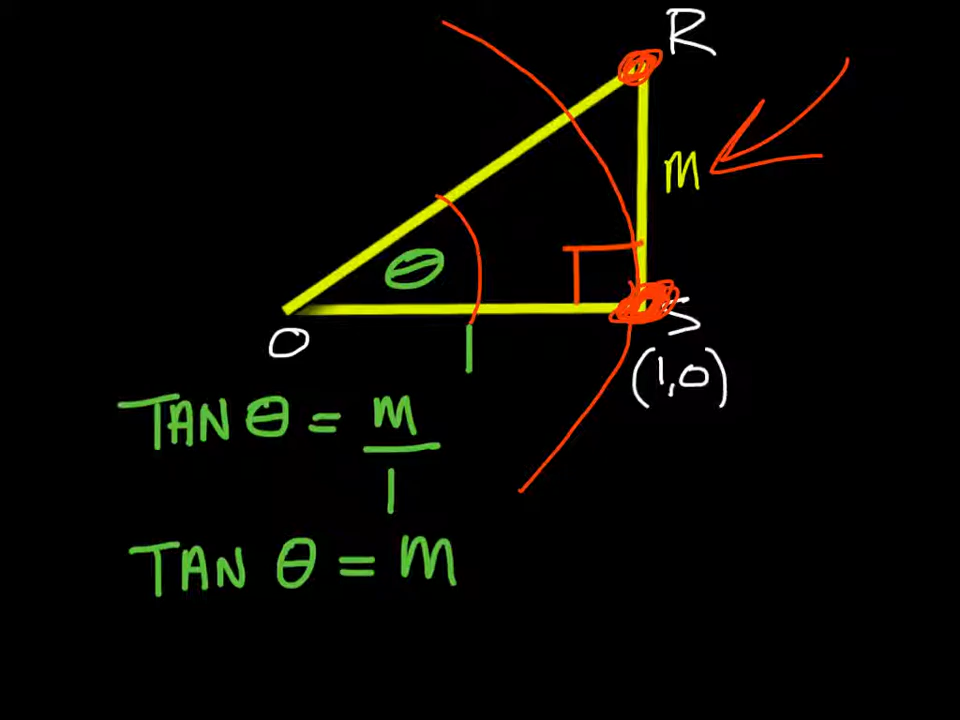 R
M
θ
S
O
1
(1,0)
TAN θ = M
1
TAN θ = M